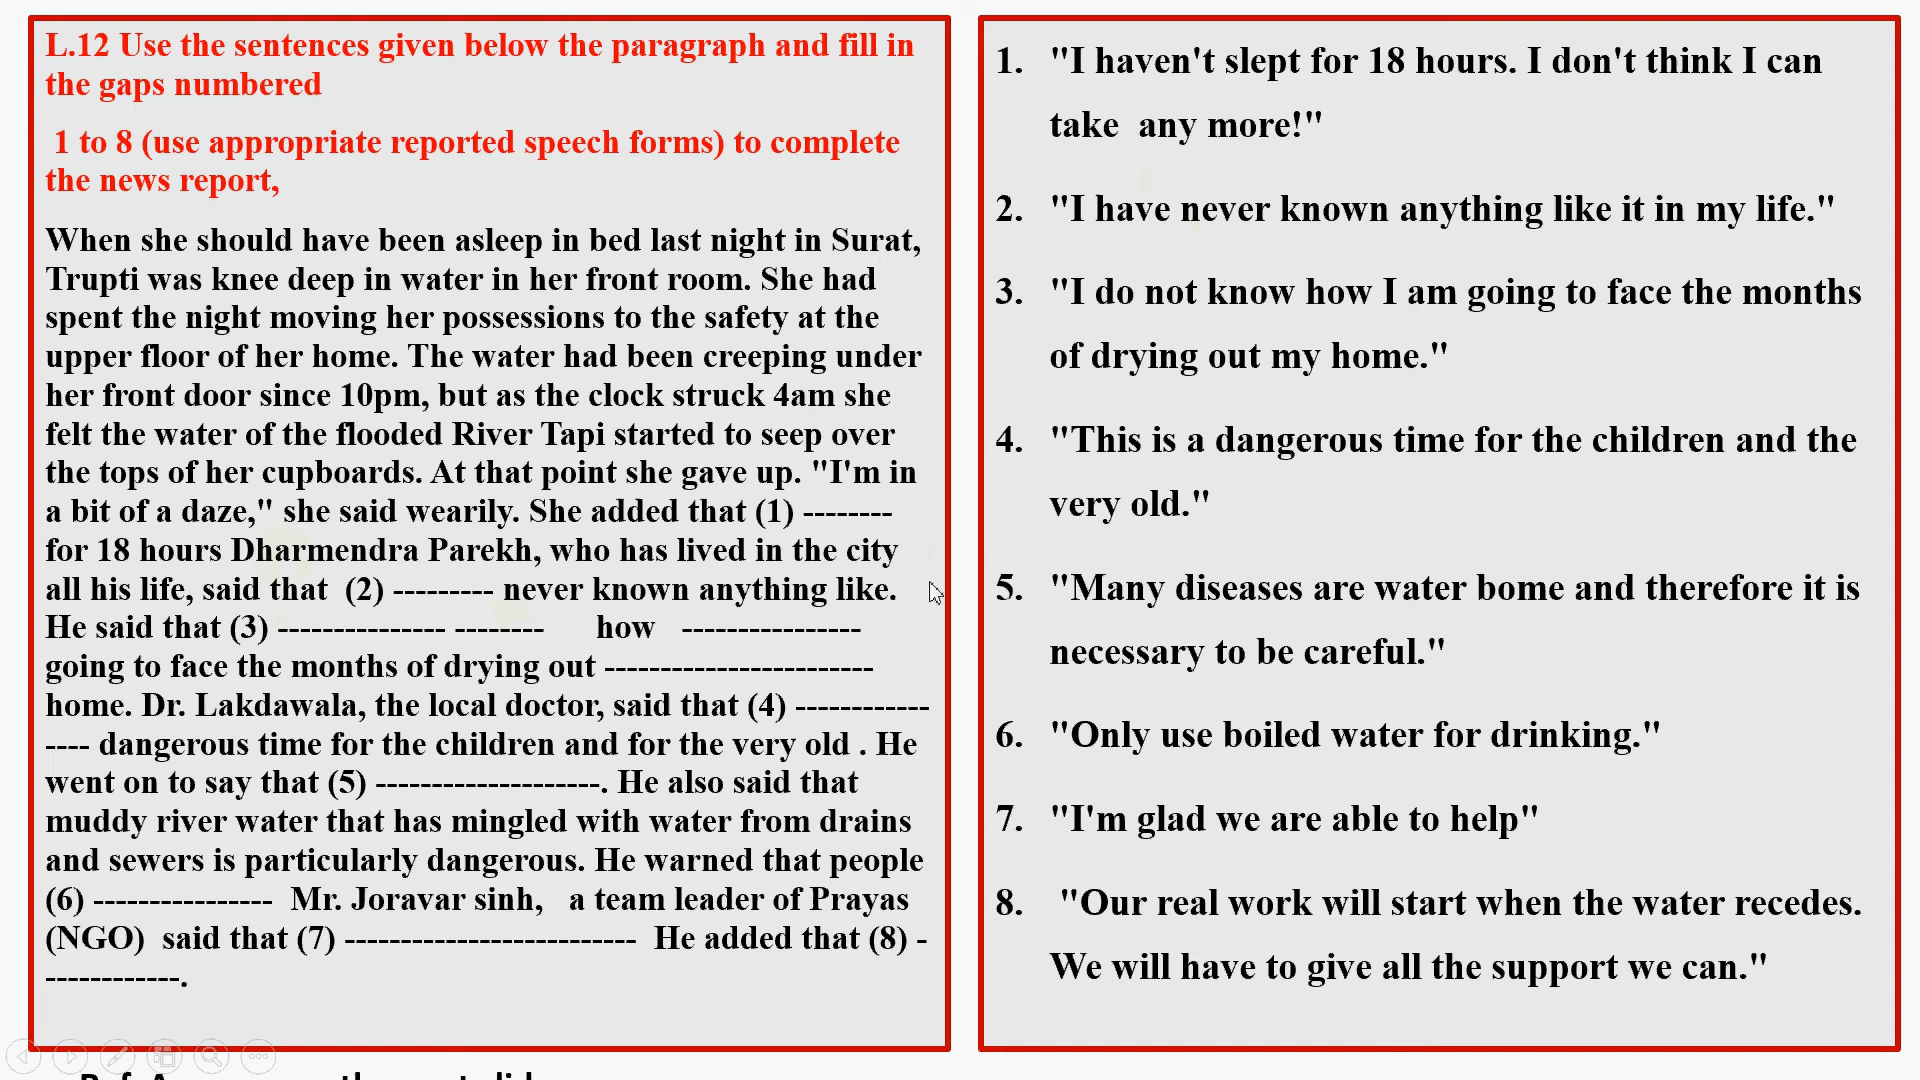 L.12 Use the sentences given below the paragraph and fill in
the gaps numbered
1 to 8 (use appropriate reported speech forms) to complete
the news report,
When she should have been asleep in bed last night in Surat,
Trupti was knee deep in water in her front room. She had
spent the night moving her possessions to the safety at the
upper floor of her home. The water had been creeping under
her front door since 10pm, but as the clock struck 4am she
felt the water of the flooded River Tapi started to seep over
the tops of her cupboards. At that point she gave up. "I'm in
a bit of a daze," she said wearily. She added that (1) --------
for 18 hours Dharmendra Parekh, who has lived in the city
all his life, said that (2) --------- never known anything like.
He said that (3) --------------- -------- how ----------------
going to face the months of drying out ------------------------
home. Dr. Lakdawala, the local doctor, said that (4) ------------
---- dangerous time for the children and for the very old . He
went on to say that (5) --------------------. He also said that
muddy river water that has mingled with water from drains
and sewers is particularly dangerous. He warned that people
(6) ---------------- Mr. Joravar sinh, a team leader of Prayas
(NGO) said that (7) -------------------------- He added that (8) -
------------.
1. "I haven't slept for 18 hours. I don't think I can
take any more!"
2. "I have never known anything like it in my life."
3. "I do not know how I am going to face the months
of drying out my home."
4. "This is a dangerous time for the children and the
very old."
5. "Many diseases are water bome and therefore it is
necessary to be careful."
6. "Only use boiled water for drinking."
7. "I'm glad we are able to help"
8. "Our real work will start when the water recedes.
We will have to give all the support we can."